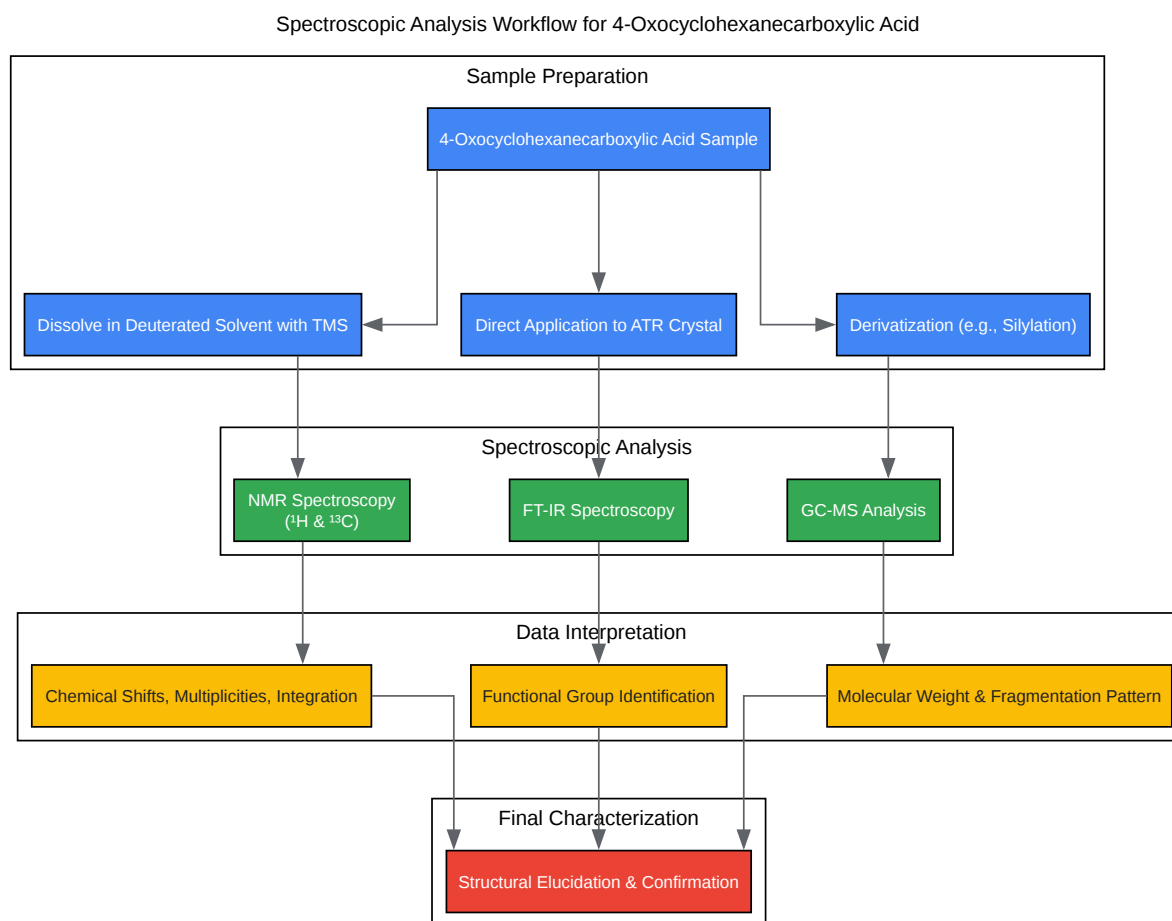 Spectroscopic Analysis Workflow for 4-Oxocyclohexanecarboxylic Acid
Sample Preparation
4-Oxocyclohexanecarboxylic Acid Sample
Dissolve in Deuterated Solvent with TMS
Direct Application to ATR Crystal
Derivatization (e.g., Silylation)
Spectroscopic Analysis
NMR Spectroscopy
(¹H & ¹³C)
FT-IR Spectroscopy
GC-MS Analysis
Data Interpretation
Chemical Shifts, Multiplicities, Integration
Functional Group Identification
Molecular Weight & Fragmentation Pattern
Final Characterization
Structural Elucidation & Confirmation